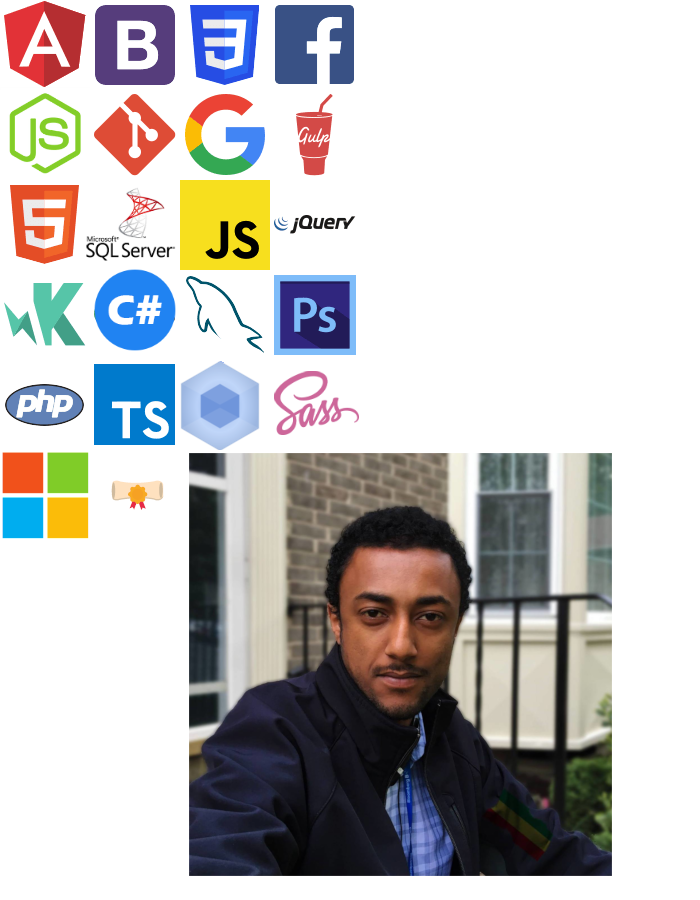 A
B
3
f
JS
G
Gulp
5
Microsoft®
SQL Server®
JS
jQuery
K
C#
Ps
php
TS
Sass